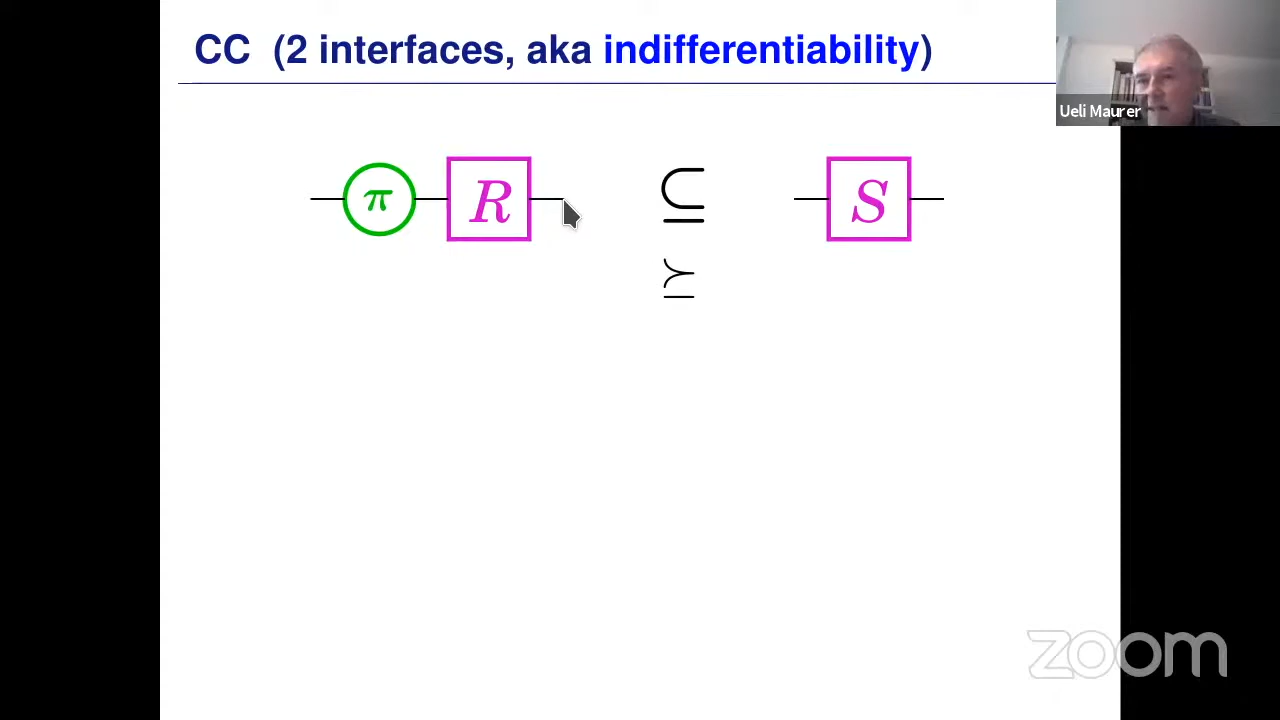 CC (2 interfaces, aka indifferentiability)
Ueli Maurer
π R ⊆ S
⪰
zoom